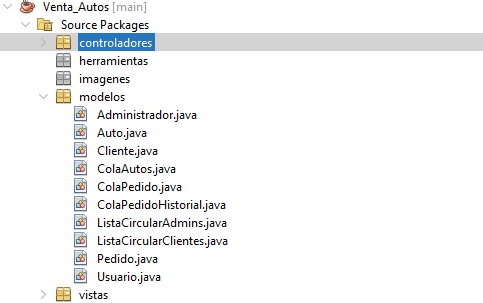 Venta_Autos [main]
Source Packages
controladores
herramientas
imagenes
modelos
Administrador.java
Auto.java
Cliente.java
ColaAutos.java
ColaPedido.java
ColaPedidoHistorial.java
ListaCircularAdmins.java
ListaCircularClientes.java
Pedido.java
Usuario.java
vistas